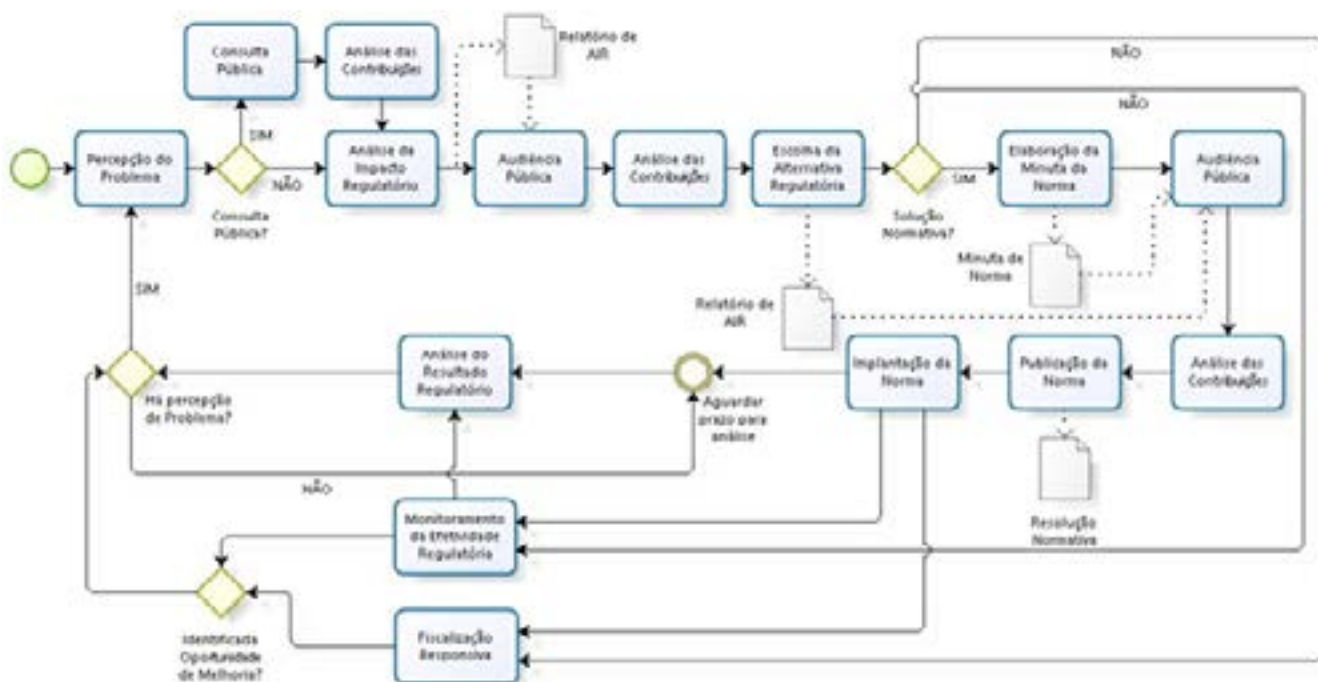 Consulta
Pública
Análise das
Contribuições
Relatório de
AIR
NÃO
NÃO
SIM
Percepção do
Problema
NÃO
Consulta
Pública?
Análise de
Impacto
Regulatório
Audiência
Pública
Análise das
Contribuições
Escolha da
Alternativa
Regulatória
SIM
Solução
Normativa?
Elaboração da
Minuta da
Norma
Audiência
Pública
Minuta de
Norma
Relatório de
AIR
SIM
Há percepção
de Problema?
Análise do
Resultado
Regulatório
Aguardar
prazo para
análise
Implantação da
Norma
Publicação da
Norma
Análise das
Contribuições
NÃO
Resolução
Normativa
Monitoramento
da Efetividade
Regulatória
Identificada
Oportunidade
de Melhoria?
Fiscalização
Responsiva